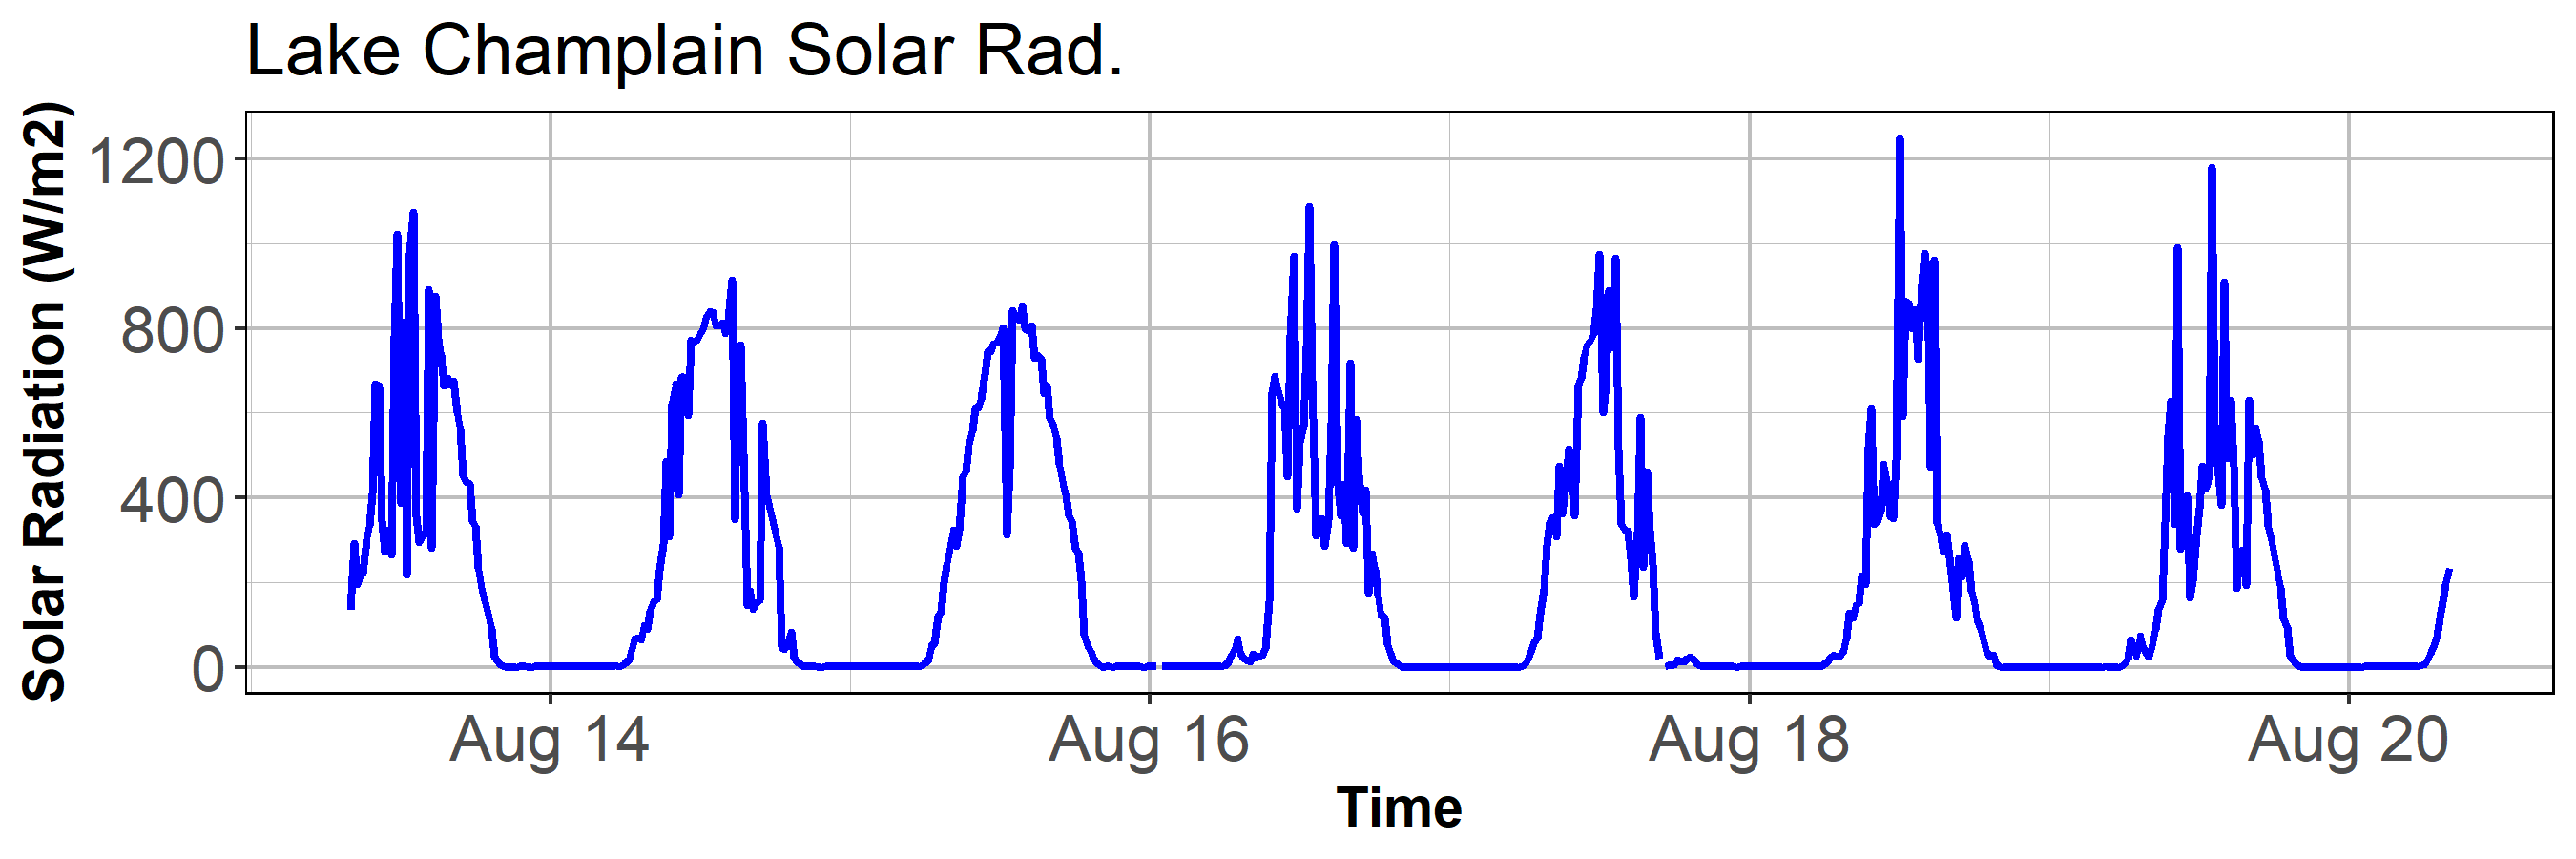 Lake Champlain Solar Rad.
Solar Radiation (W/m2)
1200
800
400
0
Aug 14 Aug 16 Aug 18 Aug 20
Time